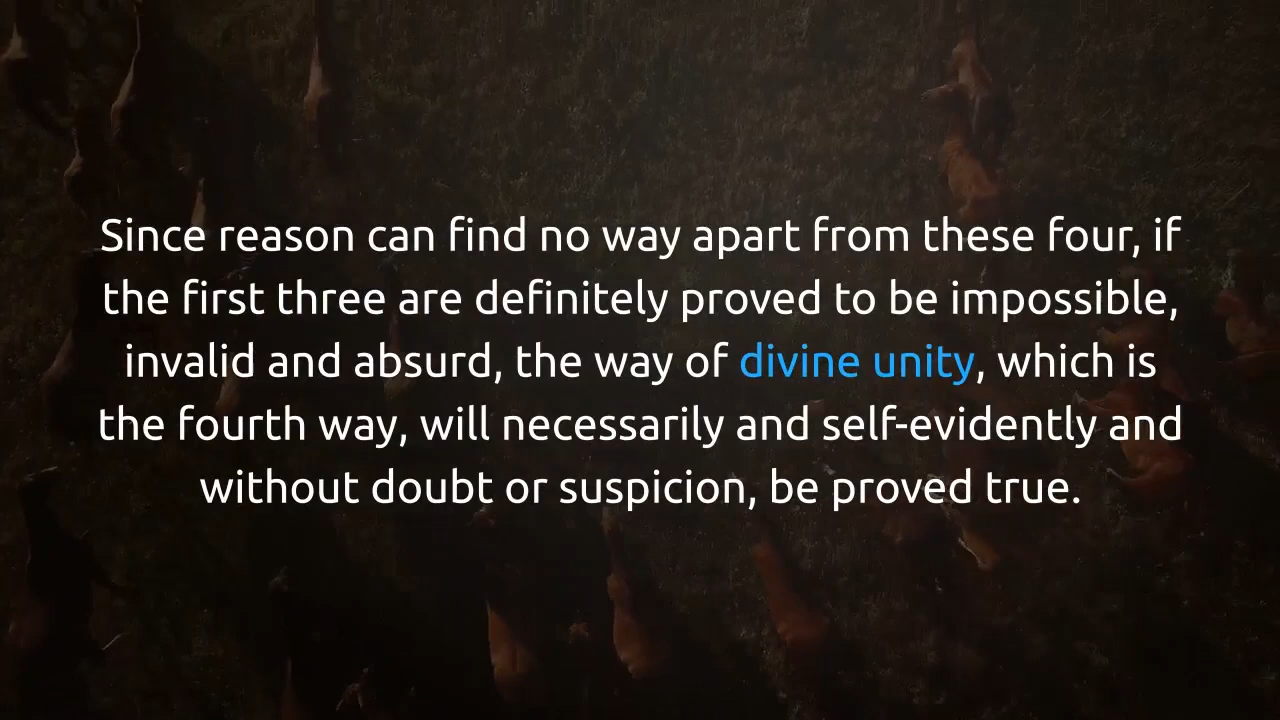 Since reason can find no way apart from these four, if
the first three are definitely proved to be impossible,
invalid and absurd, the way of divine unity, which is
the fourth way, will necessarily and self-evidently and
without doubt or suspicion, be proved true.